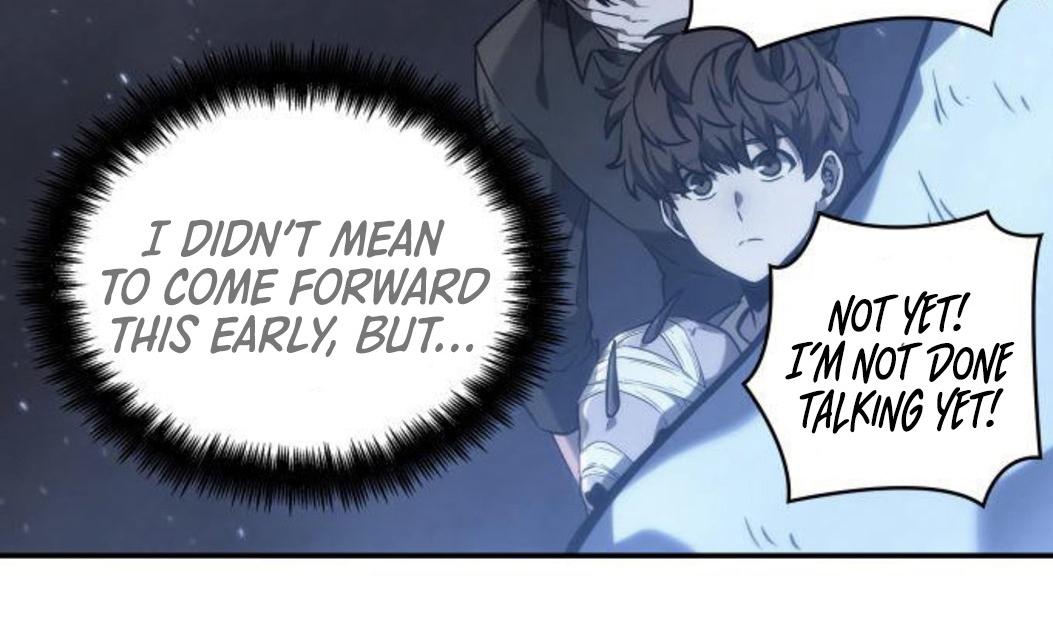 I DIDN'T MEAN
TO COME FORWARD
THIS EARLY, BUT...
NOT YET!
I'M NOT DONE
TALKING YET!